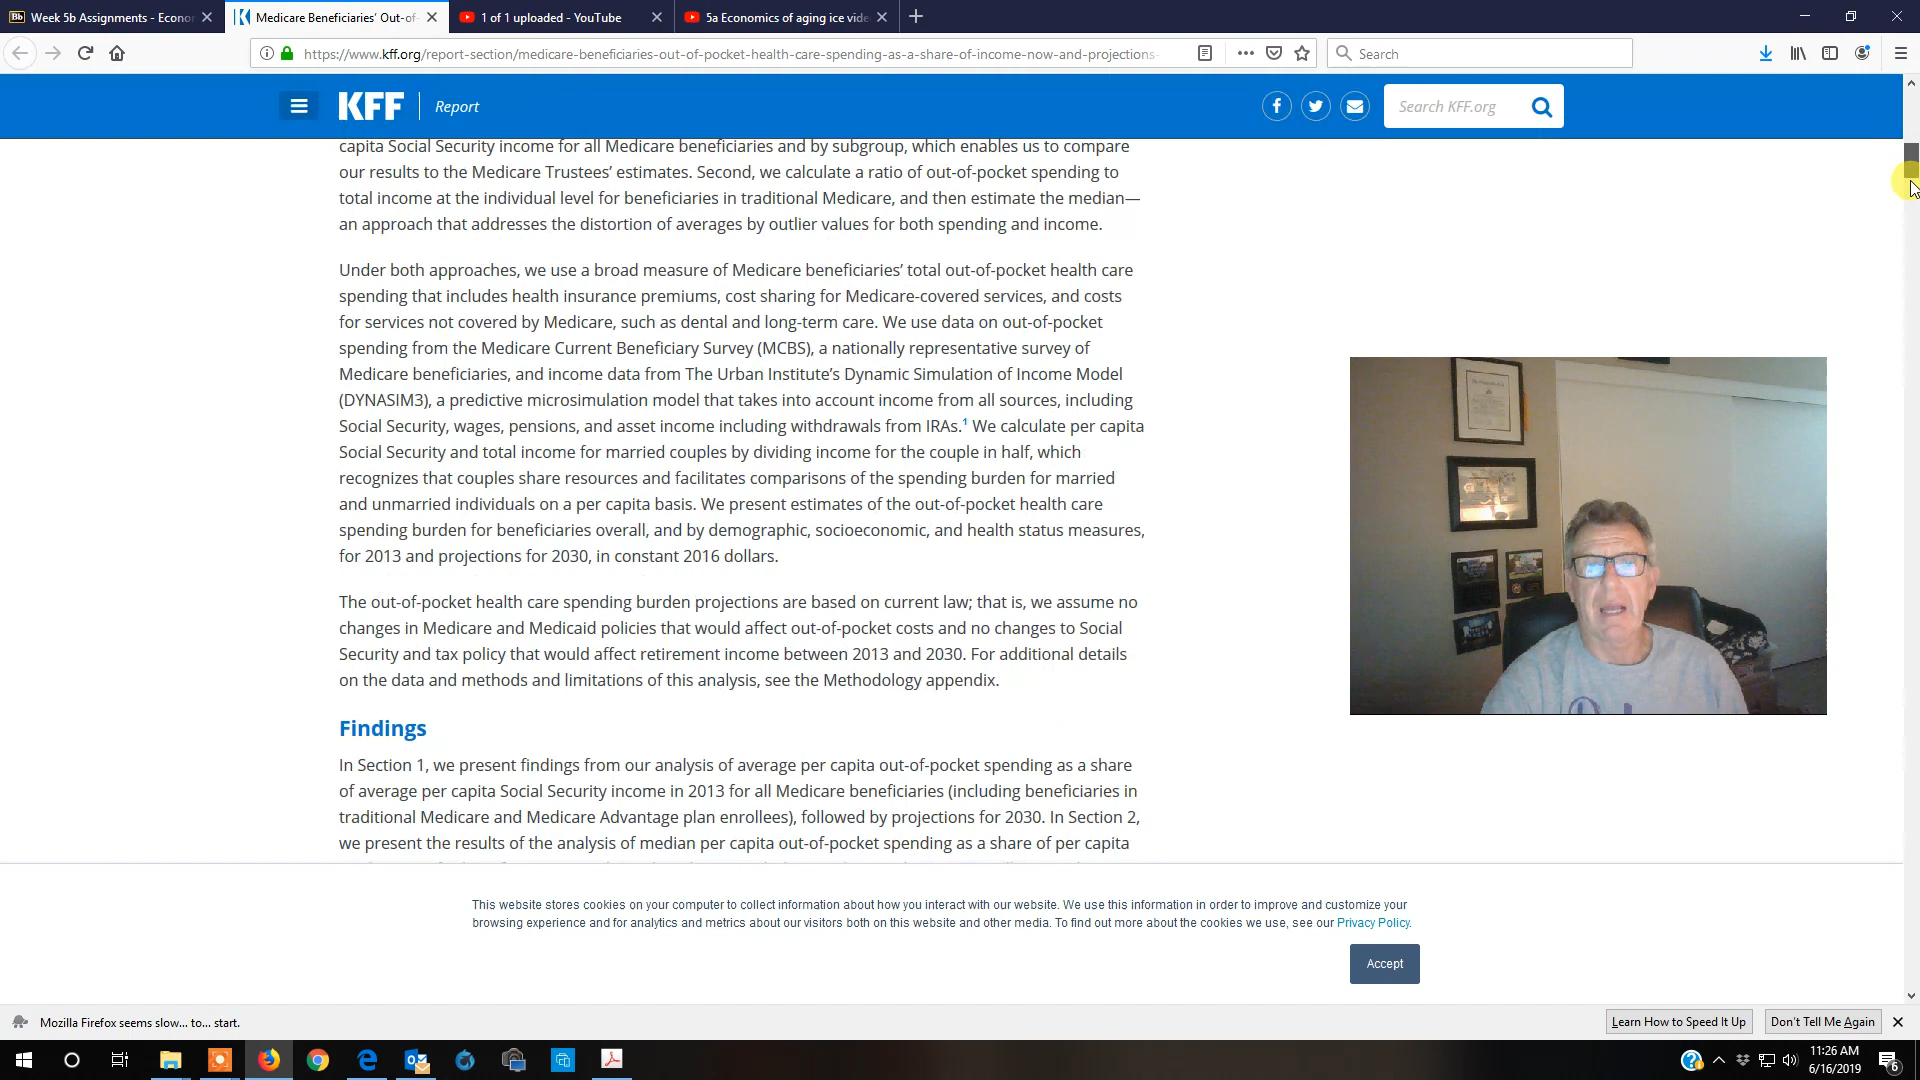 Week 5b Assignments - Econo
Medicare Beneficiaries' Out-of-
1 of 1 uploaded - YouTube
5a Economics of aging ice vide
https://www.kff.org/report-section/medicare-beneficiaries-out-of-pocket-health-care-spending-as-a-share-of-income-now-and-projections-
Search
KFF
Report
Search KFF.org
capita Social Security income for all Medicare beneficiaries and by subgroup, which enables us to compare
our results to the Medicare Trustees' estimates. Second, we calculate a ratio of out-of-pocket spending to
total income at the individual level for beneficiaries in traditional Medicare, and then estimate the median—
an approach that addresses the distortion of averages by outlier values for both spending and income.
Under both approaches, we use a broad measure of Medicare beneficiaries' total out-of-pocket health care
spending that includes health insurance premiums, cost sharing for Medicare-covered services, and costs
for services not covered by Medicare, such as dental and long-term care. We use data on out-of-pocket
spending from the Medicare Current Beneficiary Survey (MCBS), a nationally representative survey of
Medicare beneficiaries, and income data from The Urban Institute's Dynamic Simulation of Income Model
(DYNASIM3), a predictive microsimulation model that takes into account income from all sources, including
Social Security, wages, pensions, and asset income including withdrawals from IRAs.1 We calculate per capita
Social Security and total income for married couples by dividing income for the couple in half, which
recognizes that couples share resources and facilitates comparisons of the spending burden for married
and unmarried individuals on a per capita basis. We present estimates of the out-of-pocket health care
spending burden for beneficiaries overall, and by demographic, socioeconomic, and health status measures,
for 2013 and projections for 2030, in constant 2016 dollars.
The out-of-pocket health care spending burden projections are based on current law; that is, we assume no
changes in Medicare and Medicaid policies that would affect out-of-pocket costs and no changes to Social
Security and tax policy that would affect retirement income between 2013 and 2030. For additional details
on the data and methods and limitations of this analysis, see the Methodology appendix.
Findings
In Section 1, we present findings from our analysis of average per capita out-of-pocket spending as a share
of average per capita Social Security income in 2013 for all Medicare beneficiaries (including beneficiaries in
traditional Medicare and Medicare Advantage plan enrollees), followed by projections for 2030. In Section 2,
we present the results of the analysis of median per capita out-of-pocket spending as a share of per capita
This website stores cookies on your computer to collect information about how you interact with our website. We use this information in order to improve and customize your
browsing experience and for analytics and metrics about our visitors both on this website and other media. To find out more about the cookies we use, see our Privacy Policy.
Accept
Mozilla Firefox seems slow... to... start.
Learn How to Speed It Up
Don't Tell Me Again
11:26 AM
6/16/2019
6